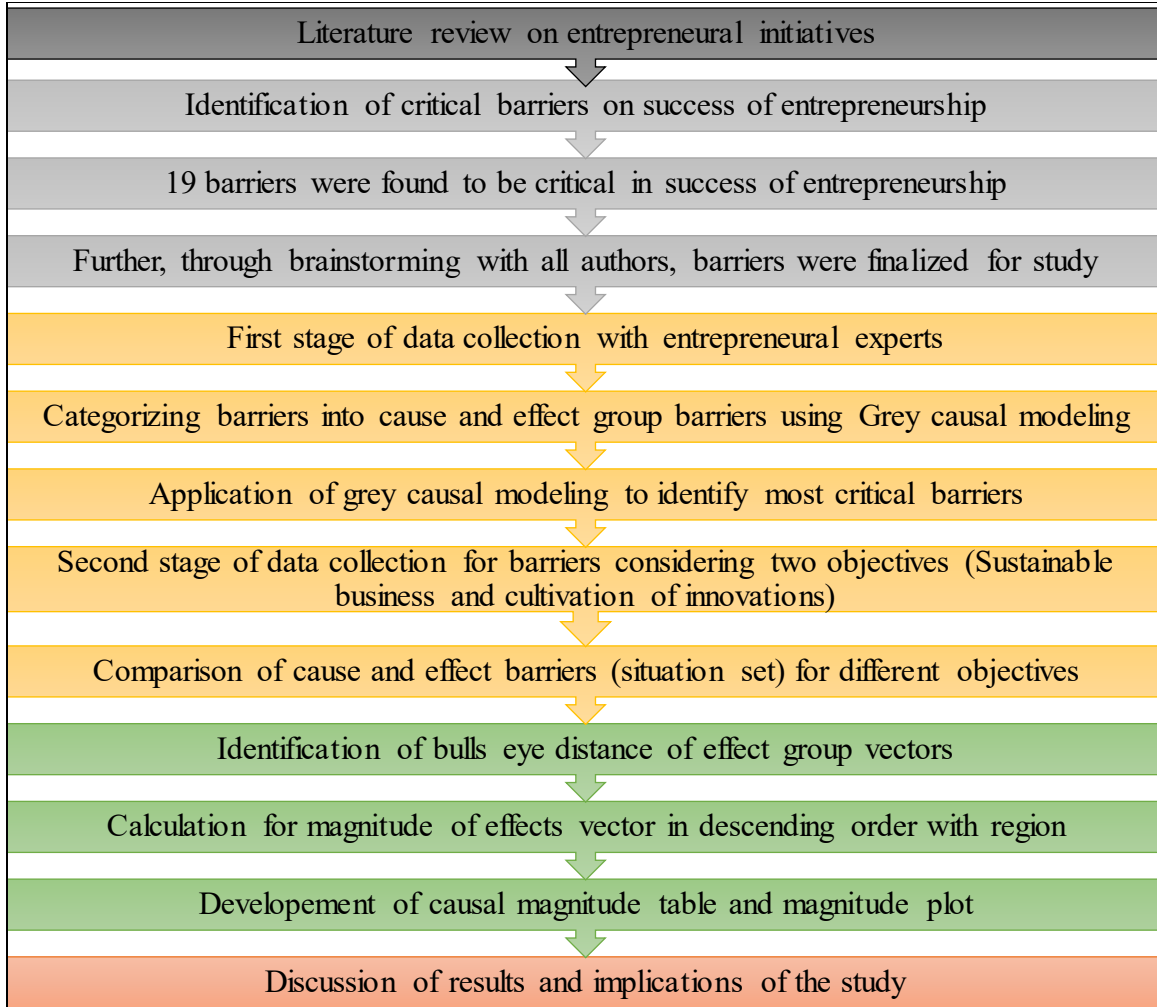 Literature review on entrepreneural initiatives
Identification of critical barriers on success of entrepreneurship
19 barriers were found to be critical in success of entrepreneurship
Further, through brainstorming with all authors, barriers were finalized for study
First stage of data collection with entrepreneural experts
Categorizing barriers into cause and effect group barriers using Grey causal modeling
Application of grey causal modeling to identify most critical barriers
Second stage of data collection for barriers considering two objectives (Sustainable
business and cultivation of innovations)
Comparison of cause and effect barriers (situation set) for different objectives
Identification of bulls eye distance of effect group vectors
Calculation for magnitude of effects vector in descending order with region
Developement of causal magnitude table and magnitude plot
Discussion of results and implications of the study